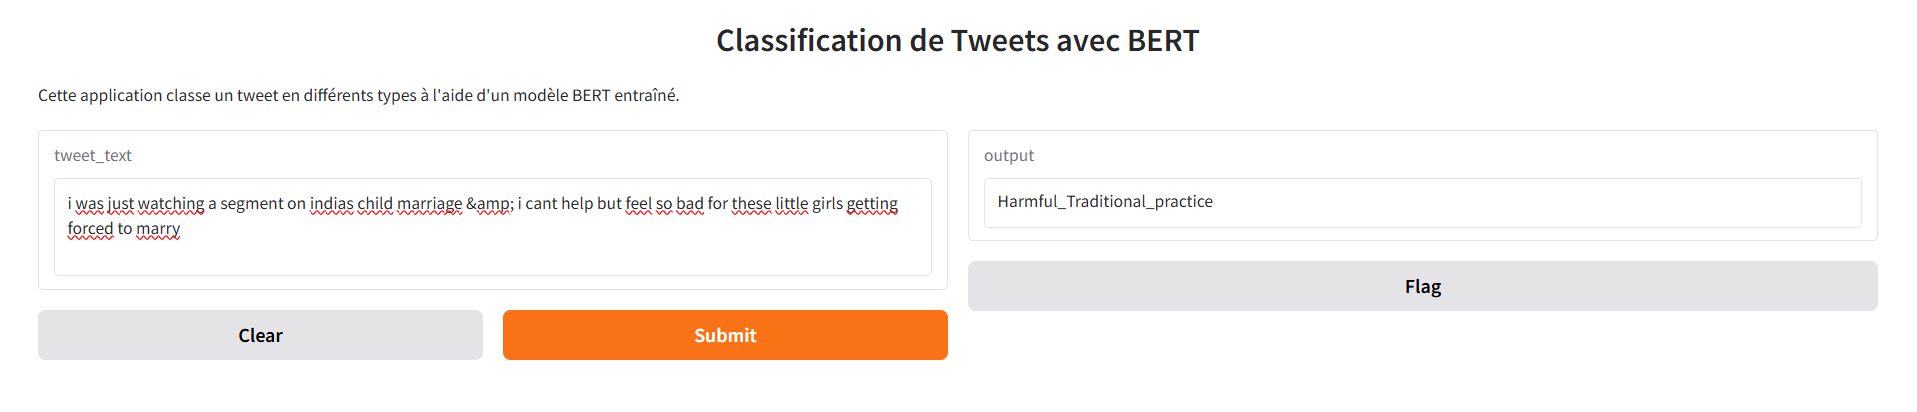 Classification de Tweets avec BERT
Cette application classe un tweet en différents types à l'aide d'un modèle BERT entraîné.
tweet_text
i was just watching a segment on indias child marriage &amp; i cant help but feel so bad for these little girls getting
forced to marry
Clear
Submit
output
Harmful_Traditional_practice
Flag